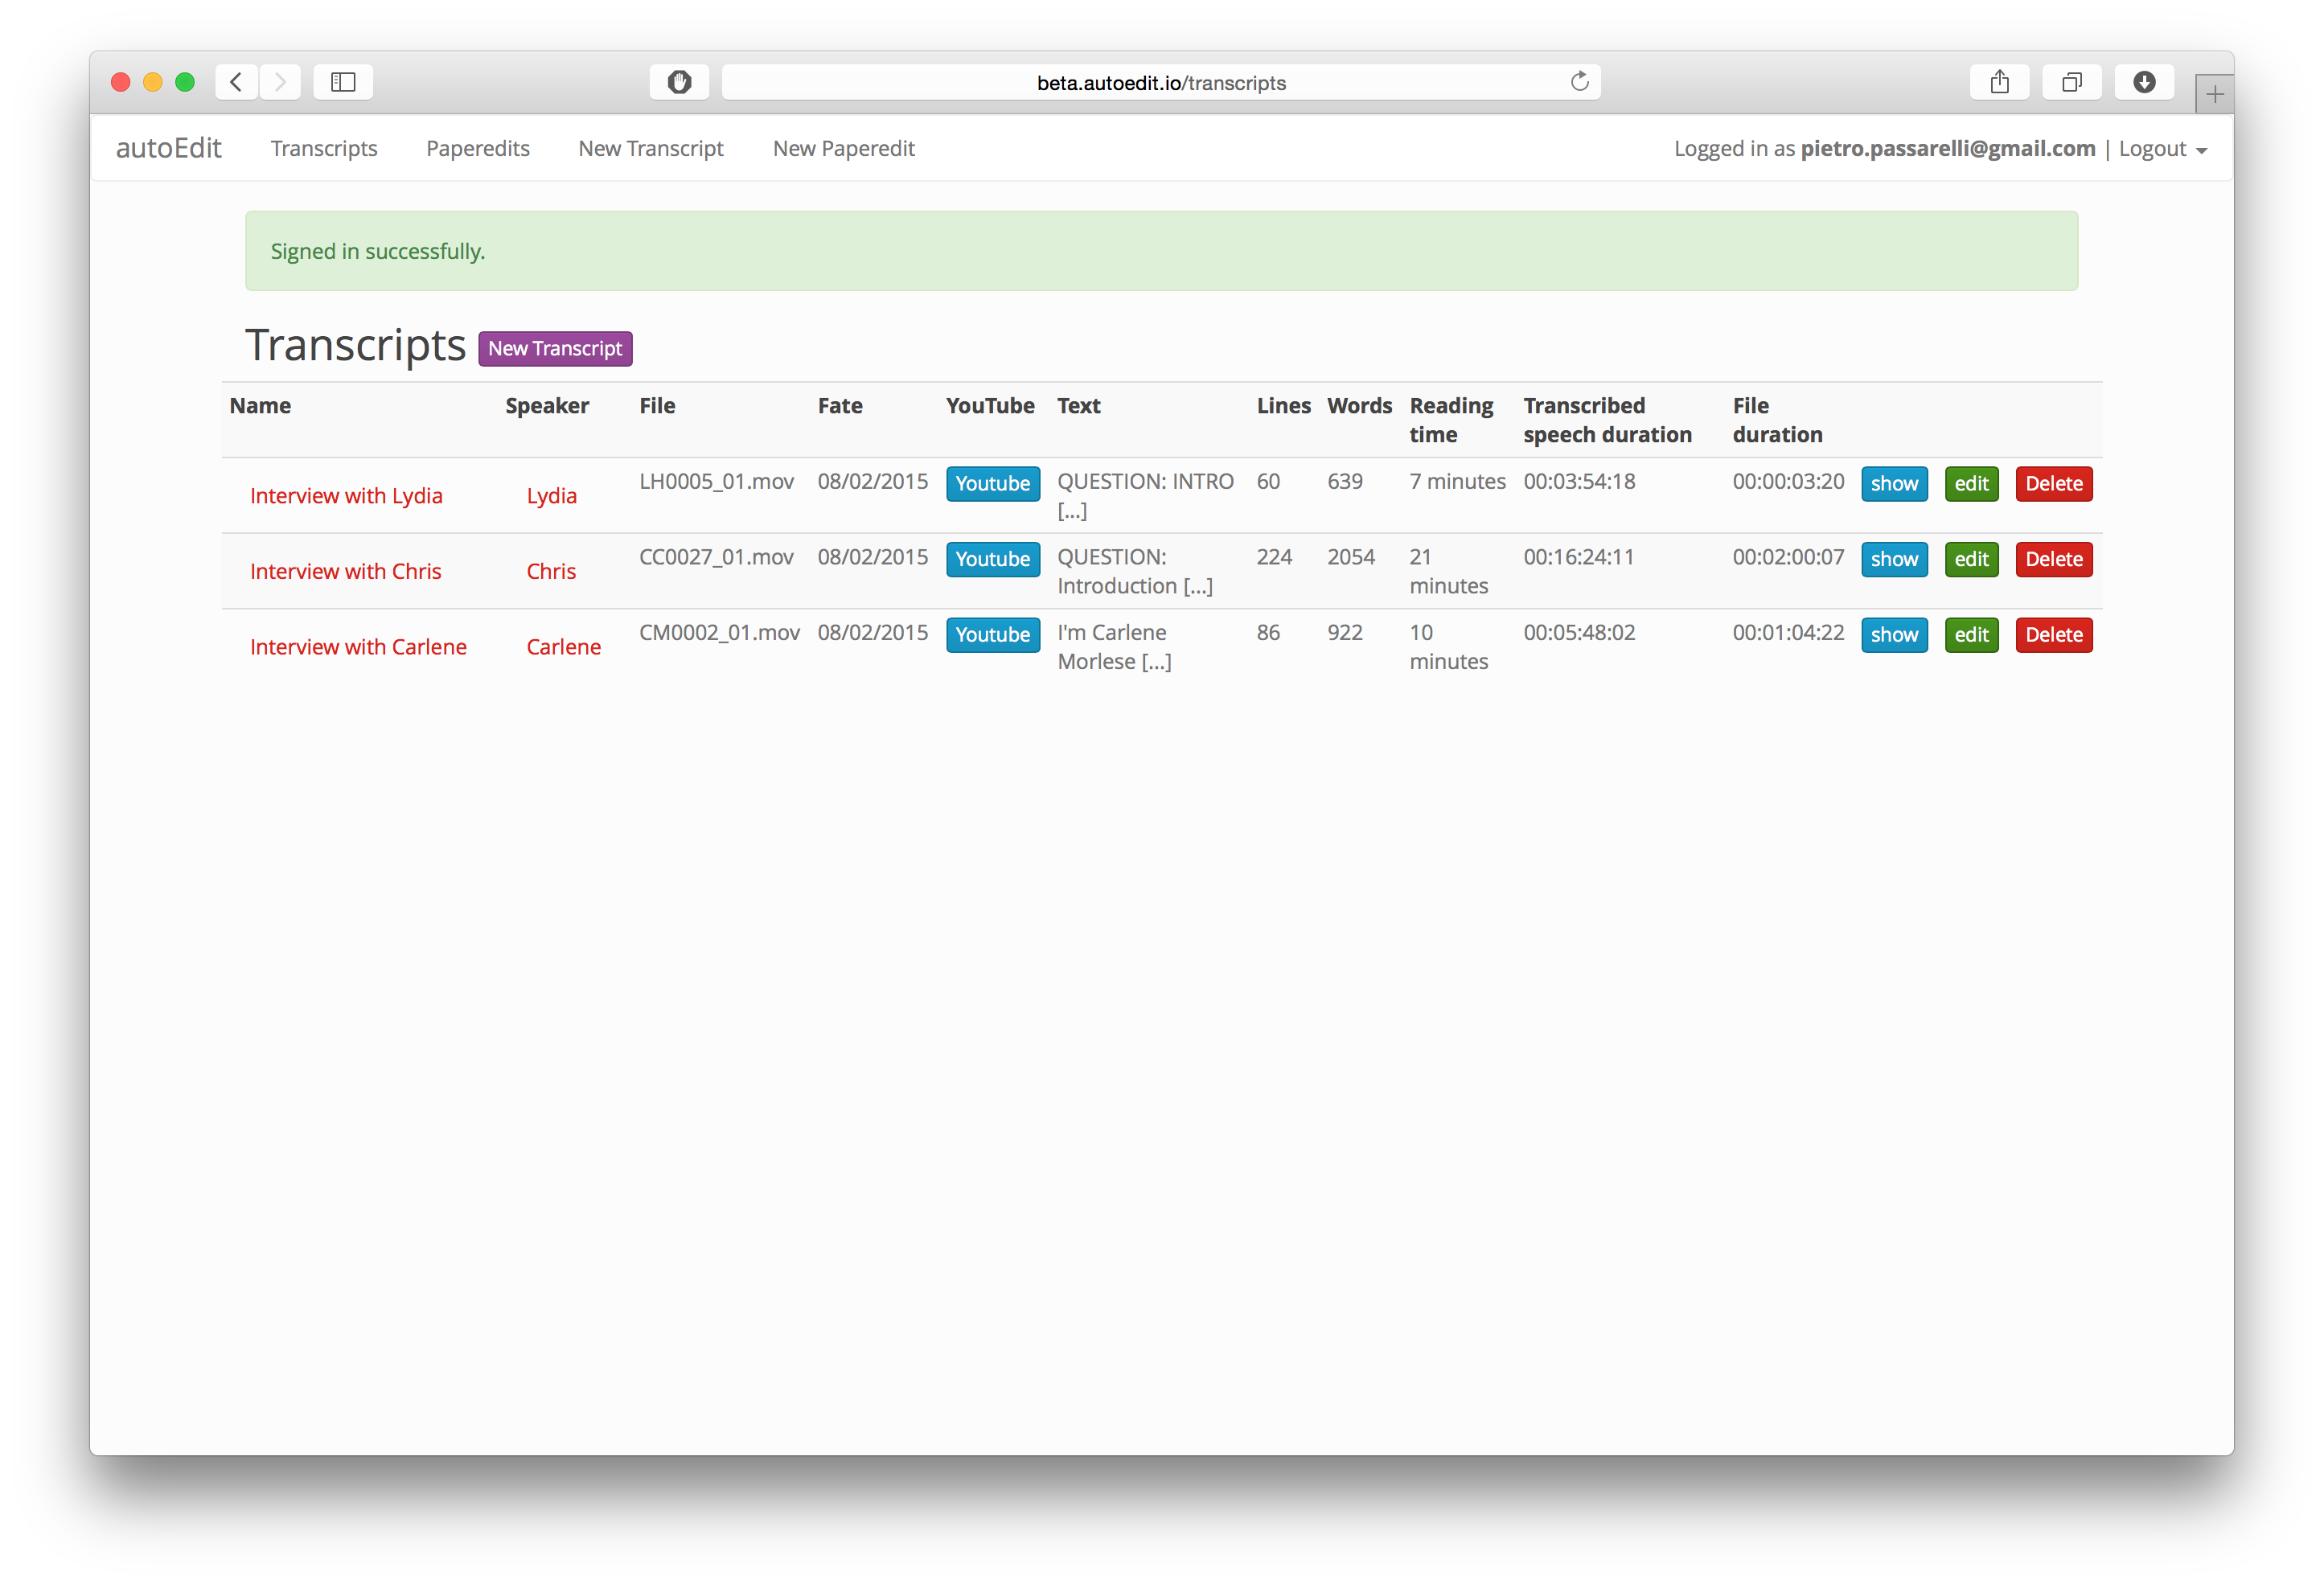 beta.autoedit.io/transcripts
autoEdit Transcripts Paperedits New Transcript New Paperedit Logged in as pietro.passarelli@gmail.com | Logout
Signed in successfully.
Transcripts New Transcript
Name Speaker File Fate YouTube Text Lines Words Reading time Transcribed speech duration File duration
Interview with Lydia Lydia LH0005_01.mov 08/02/2015 Youtube QUESTION: INTRO [...] 60 639 7 minutes 00:03:54:18 00:00:03:20 show edit Delete
Interview with Chris Chris CC0027_01.mov 08/02/2015 Youtube QUESTION: Introduction [...] 224 2054 21 minutes 00:16:24:11 00:02:00:07 show edit Delete
Interview with Carlene Carlene CM0002_01.mov 08/02/2015 Youtube I'm Carlene Morlese [...] 86 922 10 minutes 00:05:48:02 00:01:04:22 show edit Delete